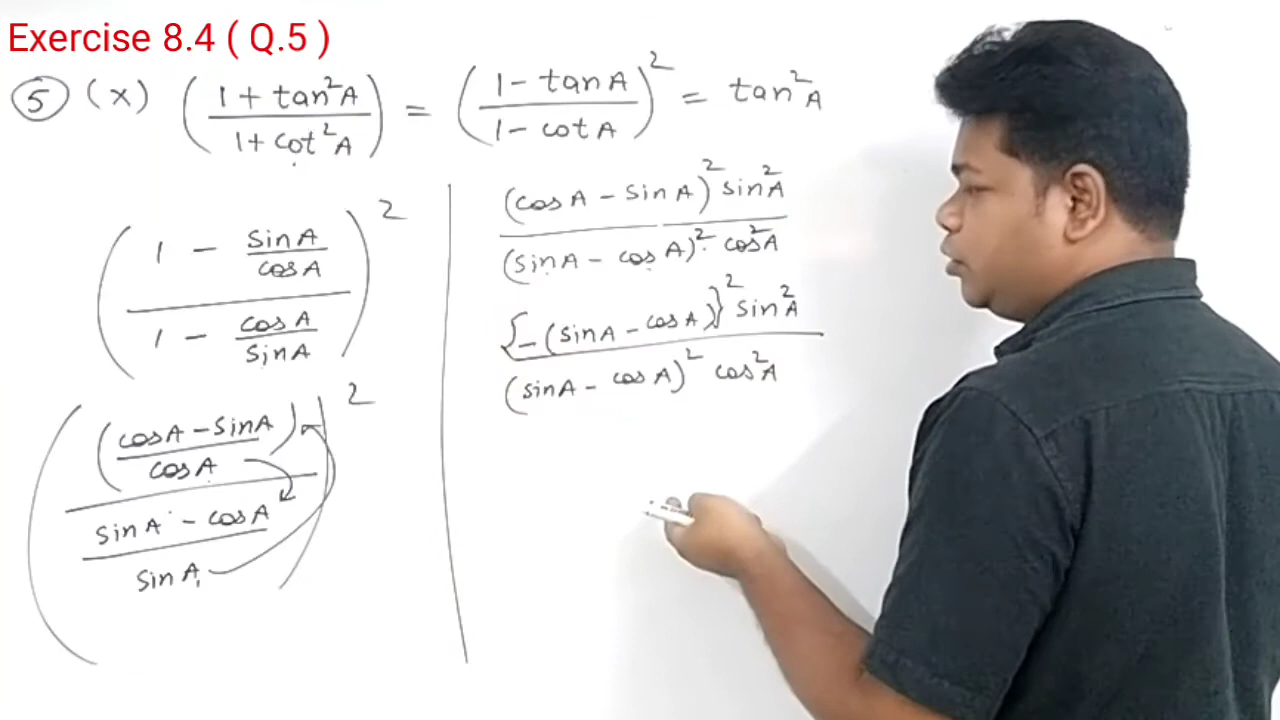 Exercise 8.4 ( Q.5 )
5 (x) ( (1 + tan²A) / (1 + cot²A) ) = ( (1 - tanA) / (1 - cotA) )² = tan²A
( (1 - sinA/cosA) / (1 - cosA/sinA) )²
( ((cosA - sinA)/cosA) / ((sinA - cosA)/sinA) )²
(cosA - sinA)² sin²A / (sinA - cosA)² cos²A
{-(sinA - cosA)}² sin²A / (sinA - cosA)² cos²A